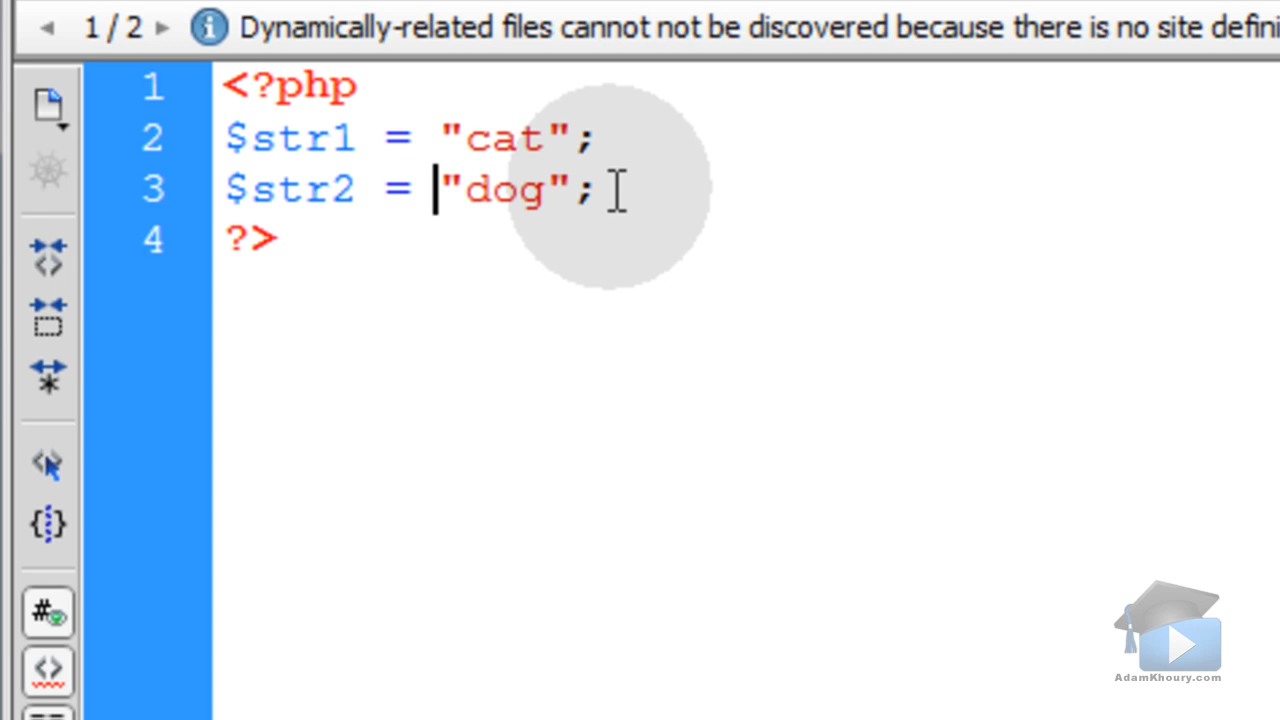 1 / 2 Dynamically-related files cannot not be discovered because there is no site defini
1 <?php
2 $str1 = "cat";
3 $str2 = "dog";
4 ?>
AdamKhoury.com